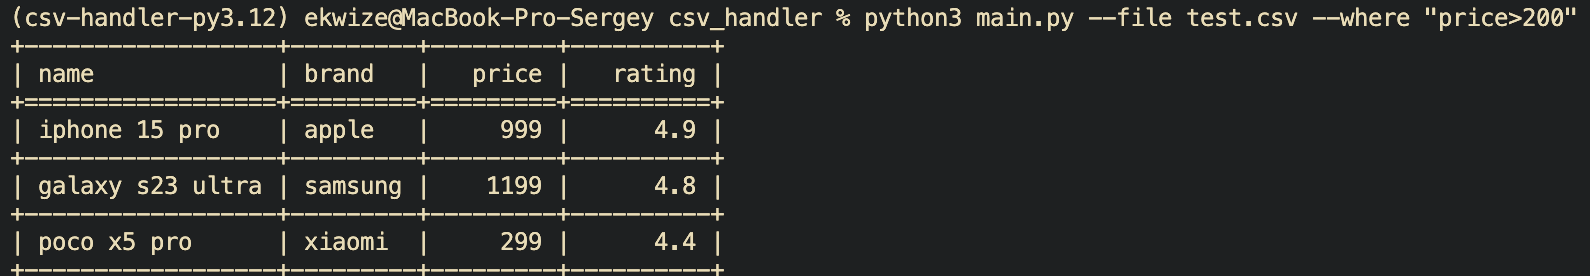 (csv-handler-py3.12) ekwize@MacBook-Pro-Sergey csv_handler % python3 main.py --file test.csv --where "price>200"
+------------------+---------+---------+----------+
| name             | brand   |   price |   rating |
+==================+=========+=========+==========+
| iphone 15 pro    | apple   |     999 |      4.9 |
+------------------+---------+---------+----------+
| galaxy s23 ultra | samsung |    1199 |      4.8 |
+------------------+---------+---------+----------+
| poco x5 pro      | xiaomi  |     299 |      4.4 |
+------------------+---------+---------+----------+